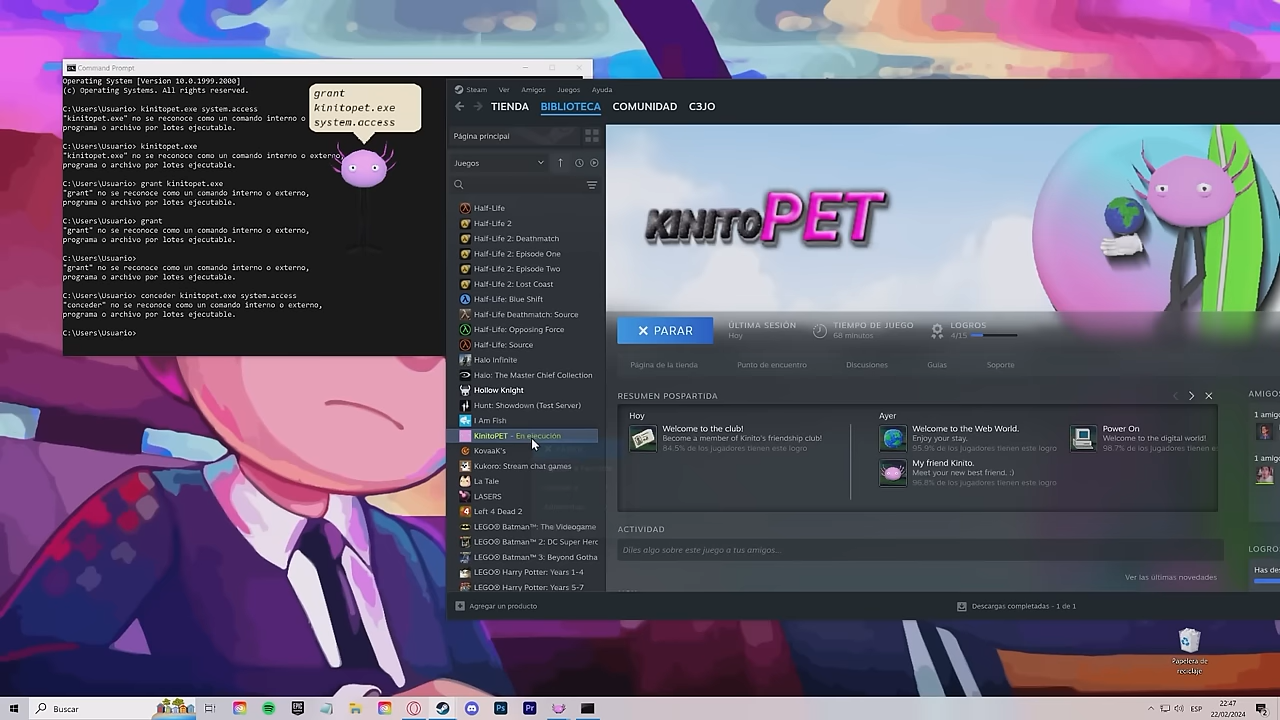 Command Prompt
Operating System [Version 10.0.1999.2000]
(c) Operating Systems. All rights reserved.
C:\Users\Usuario> kinitopet.exe system.access
"kinitopet.exe" no se reconoce como un comando interno o
programa o archivo por lotes ejecutable.
C:\Users\Usuario> kinitopet.exe
"kinitopet.exe" no se reconoce como un comando interno o externo,
programa o archivo por lotes ejecutable.
C:\Users\Usuario> grant kinitopet.exe
"grant" no se reconoce como un comando interno o externo,
programa o archivo por lotes ejecutable.
C:\Users\Usuario> grant
"grant" no se reconoce como un comando interno o externo,
programa o archivo por lotes ejecutable.
C:\Users\Usuario>
"grant" no se reconoce como un comando interno o externo,
programa o archivo por lotes ejecutable.
C:\Users\Usuario> conceder kinitopet.exe system.access
"conceder" no se reconoce como un comando interno o externo,
programa o archivo por lotes ejecutable.
C:\Users\Usuario>
grant
kinitopet.exe
system.access
Steam Ver Amigos Juegos Ayuda
TIENDA BIBLIOTECA COMUNIDAD C3JO
Página principal
Juegos
Half-Life
Half-Life 2
Half-Life 2: Deathmatch
Half-Life 2: Episode One
Half-Life 2: Episode Two
Half-Life 2: Lost Coast
Half-Life: Blue Shift
Half-Life Deathmatch: Source
Half-Life: Opposing Force
Half-Life: Source
Halo Infinite
Halo: The Master Chief Collection
Hollow Knight
Hunt: Showdown (Test Server)
I Am Fish
KinitoPET - En ejecución
KovaaK's
Kukoro: Stream chat games
La Tale
LASERS
Left 4 Dead 2
LEGO® Batman™: The Videogame
LEGO® Batman™ 2: DC Super Herc
LEGO® Batman™ 3: Beyond Gotha
LEGO® Harry Potter: Years 1-4
LEGO® Harry Potter: Years 5-7
Agregar un producto
KINITOPET
PARAR
ÚLTIMA SESIÓN
Hoy
TIEMPO DE JUEGO
66 minutos
LOGROS
4/15
Página de la tienda Punto de encuentro Discusiones Guías Soporte
RESUMEN POSPARTIDA
Hoy
Welcome to the club!
Become a member of Kinito's friendship club!
84.5% de los jugadores tienen este logro
Ayer
Welcome to the Web World.
Enjoy your stay.
95.9% de los jugadores tienen este logro
My friend Kinito.
Meet your new best friend. :)
96.8% de los jugadores tienen este logro
Power On
Welcome to the digital world!
98.7% de los jugadores tienen este
ACTIVIDAD
Diles algo sobre este juego a tus amigos...
Ver las últimas novedades
AMIGOS
1 amigo
1 amigo
LOGRO
Has des
Descargas completadas - 1 de 1
Papelera de
reciclaje
Buscar
ESP
22:47
22/02/2024